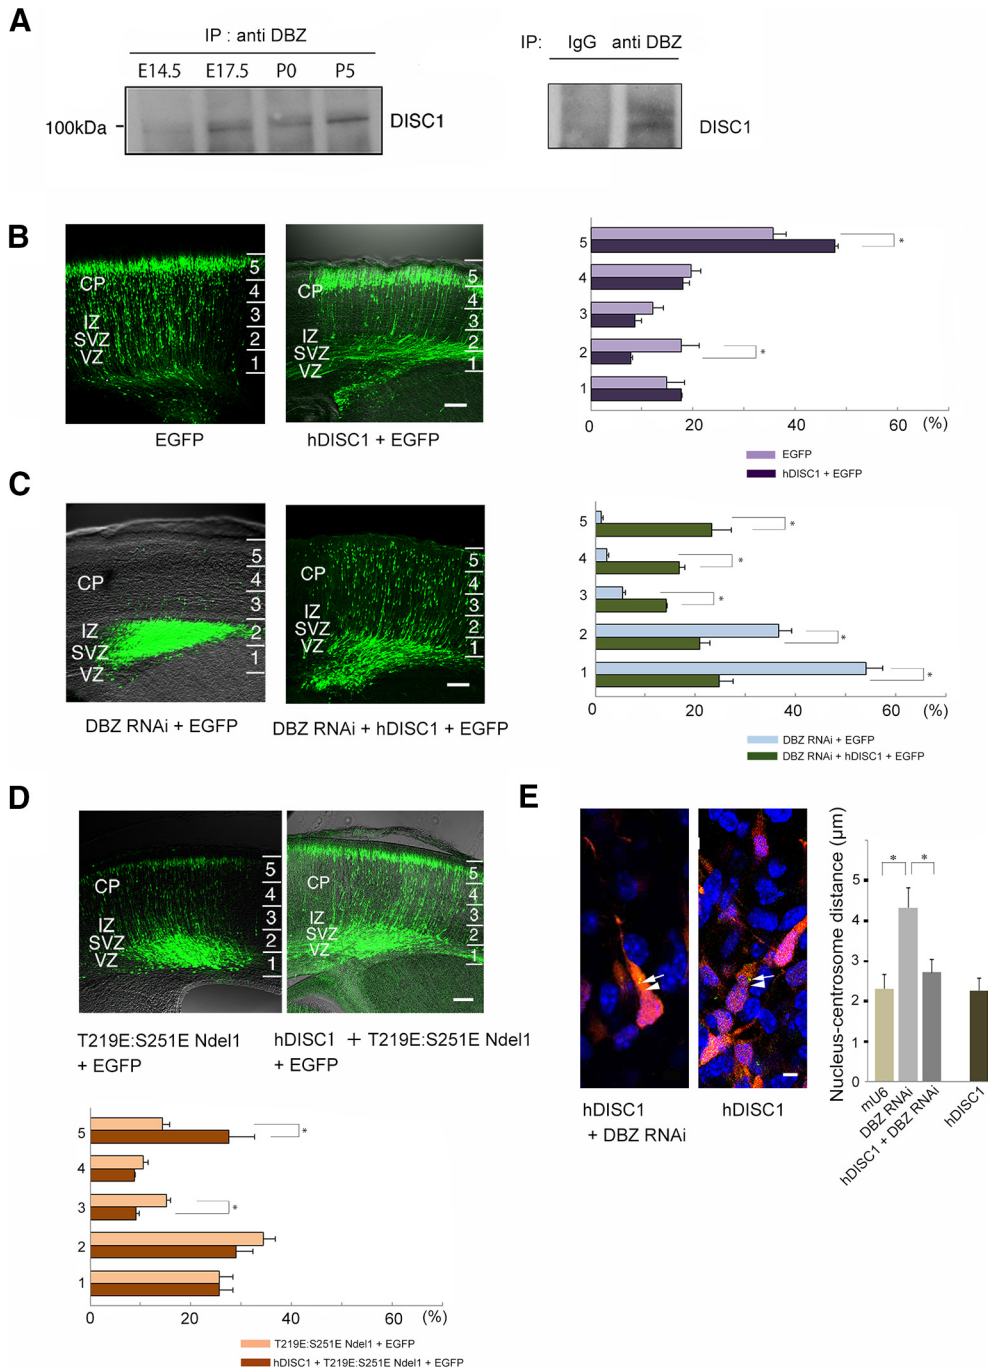 A
IP : anti DBZ
E14.5 E17.5 P0 P5
100kDa
DISC1
IP: IgG anti DBZ
DISC1
B
CP
IZ
SVZ
VZ
5
4
3
2
1
EGFP
CP
IZ
SVZ
VZ
5
4
3
2
1
hDISC1 + EGFP
5
4
3
2
1
*
*
0 20 40 60 (%)
EGFP
hDISC1 + EGFP
C
CP
IZ
SVZ
VZ
5
4
3
2
1
DBZ RNAi + EGFP
CP
IZ
SVZ
VZ
5
4
3
2
1
DBZ RNAi + hDISC1 + EGFP
5
4
3
2
1
*
*
*
*
*
0 20 40 60 (%)
DBZ RNAi + EGFP
DBZ RNAi + hDISC1 + EGFP
D
CP
IZ
SVZ
VZ
5
4
3
2
1
T219E:S251E Ndel1
+ EGFP
CP
IZ
SVZ
VZ
5
4
3
2
1
hDISC1 + T219E:S251E Ndel1
+ EGFP
5
4
3
2
1
*
*
0 20 40 60 (%)
T219E:S251E Ndel1 + EGFP
hDISC1 + T219E:S251E Ndel1 + EGFP
E
hDISC1
+ DBZ RNAi
hDISC1
Nucleus-centrosome distance (μm)
5
4
3
2
1
0
* *
mU6
DBZ RNAi
hDISC1 + DBZ RNAi
hDISC1